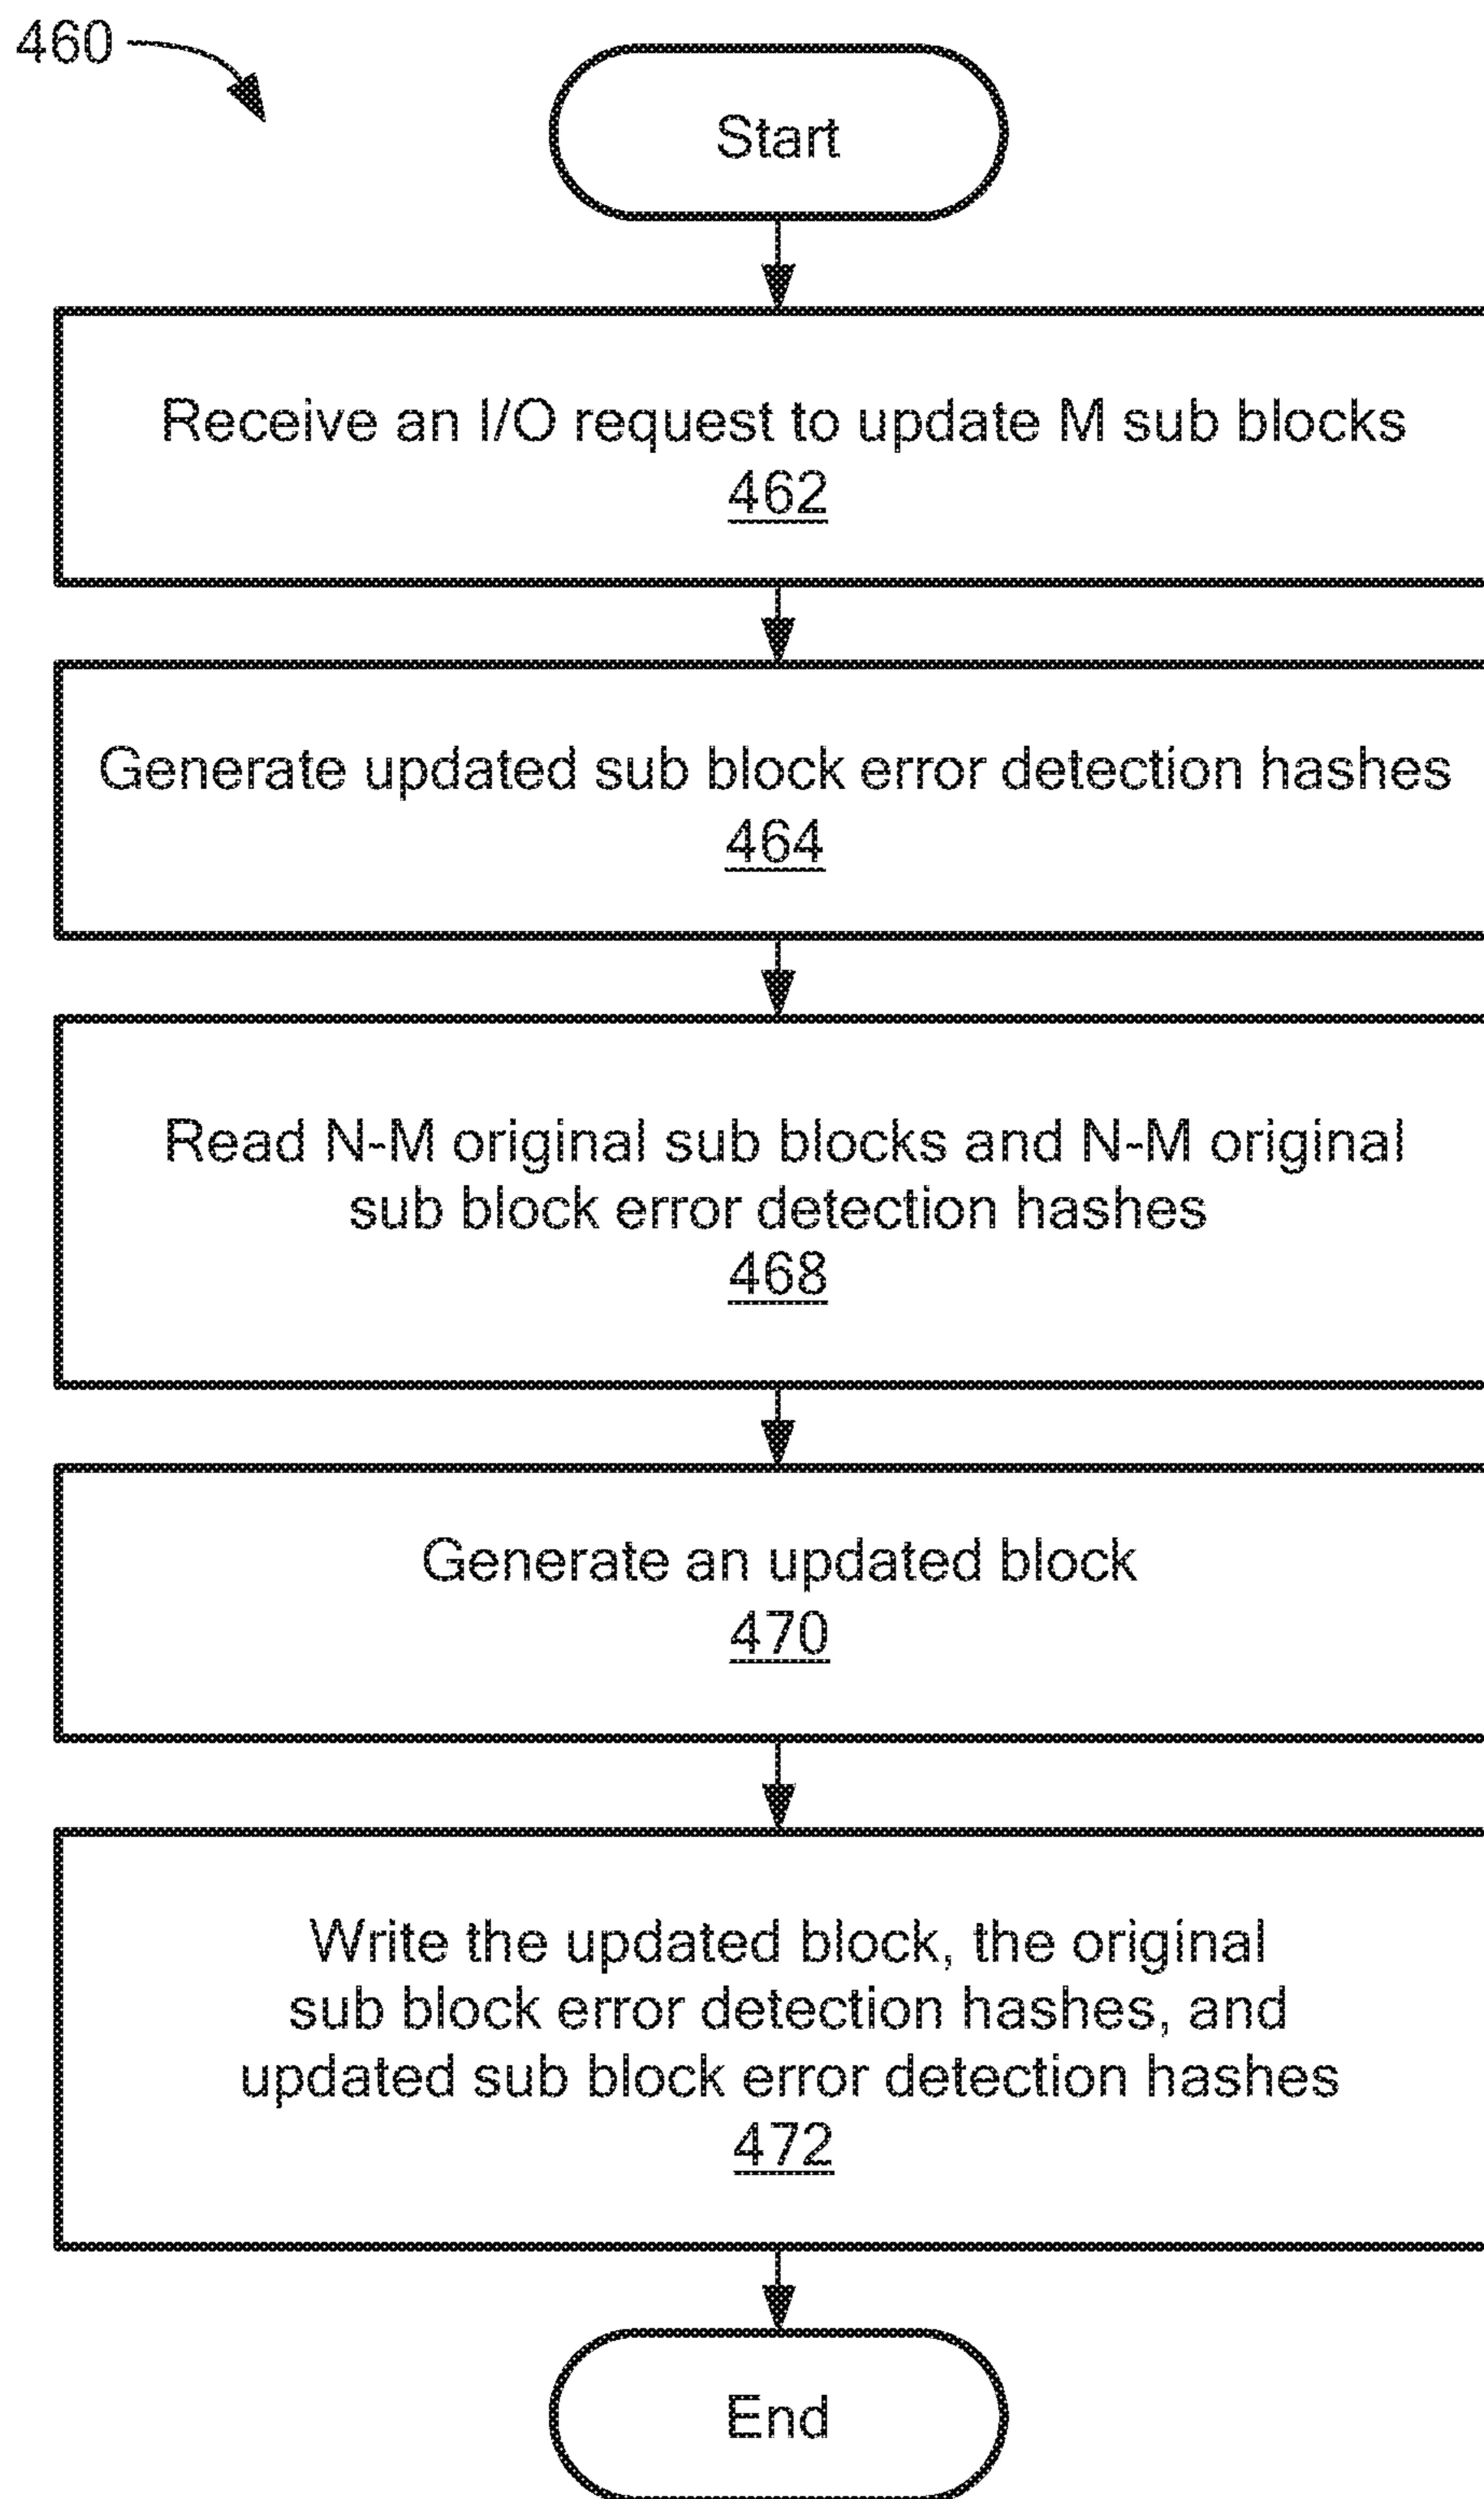 460
Start
Receive an I/O request to update M sub blocks
462
Generate updated sub block error detection hashes
464
Read N-M original sub blocks and N-M original
sub block error detection hashes
468
Generate an updated block
470
Write the updated block, the original
sub block error detection hashes, and
updated sub block error detection hashes
472
End